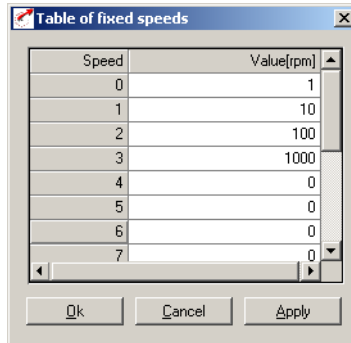 Table of fixed speeds
Speed Value[rpm]
0 1
1 10
2 100
3 1000
4 0
5 0
6 0
7 0
Ok Cancel Apply